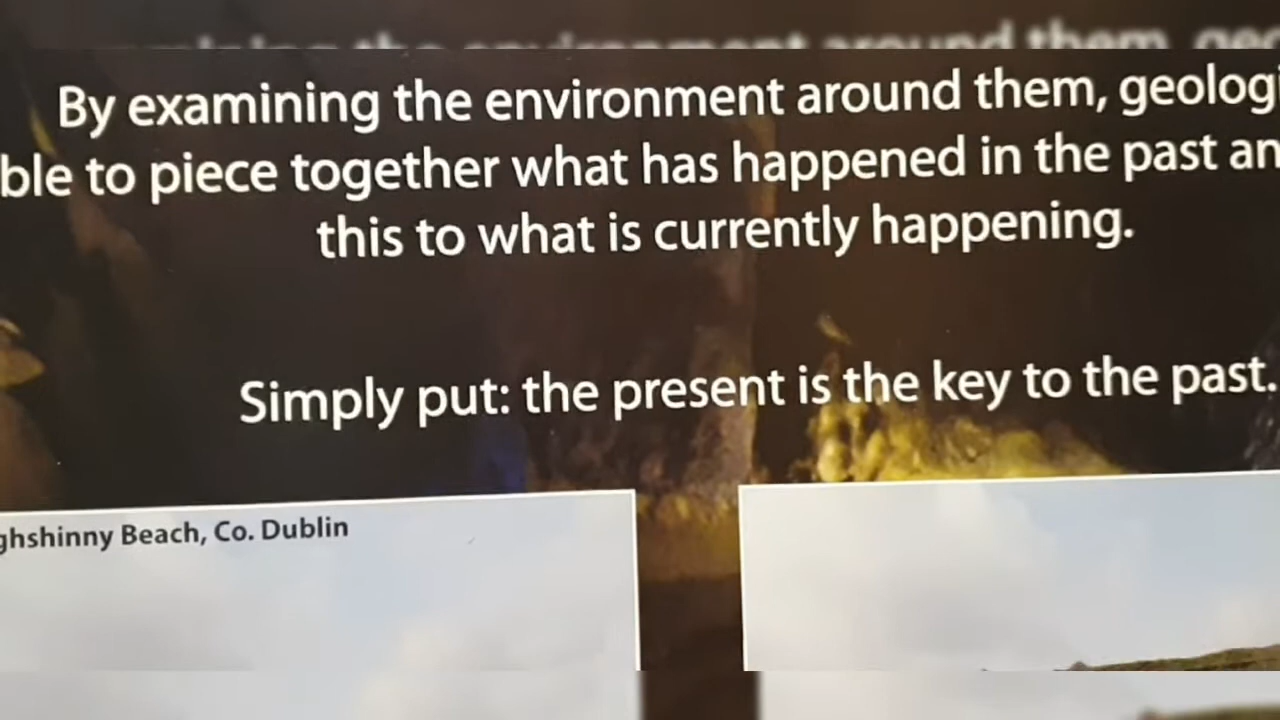 By examining the environment around them, geologi
ble to piece together what has happened in the past an
this to what is currently happening.
Simply put: the present is the key to the past.
ghshinny Beach, Co. Dublin